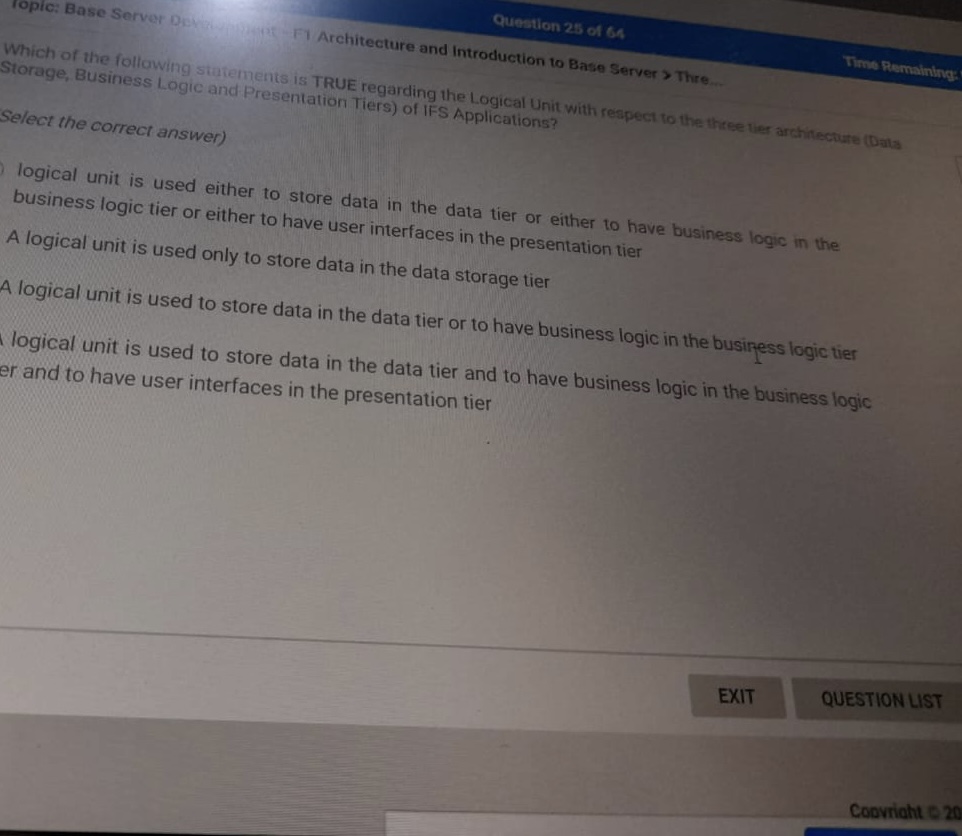 Topic: Base Server Development - F1 Architecture and Introduction to Base Server > Thre...
Question 25 of 64
Time Remaining:
Which of the following statements is TRUE regarding the Logical Unit with respect to the three tier architecture (Data
Storage, Business Logic and Presentation Tiers) of IFS Applications?
Select the correct answer)
logical unit is used either to store data in the data tier or either to have business logic in the
business logic tier or either to have user interfaces in the presentation tier
A logical unit is used only to store data in the data storage tier
A logical unit is used to store data in the data tier or to have business logic in the business logic tier
A logical unit is used to store data in the data tier and to have business logic in the business logic
er and to have user interfaces in the presentation tier
EXIT
QUESTION LIST
Copyright © 20